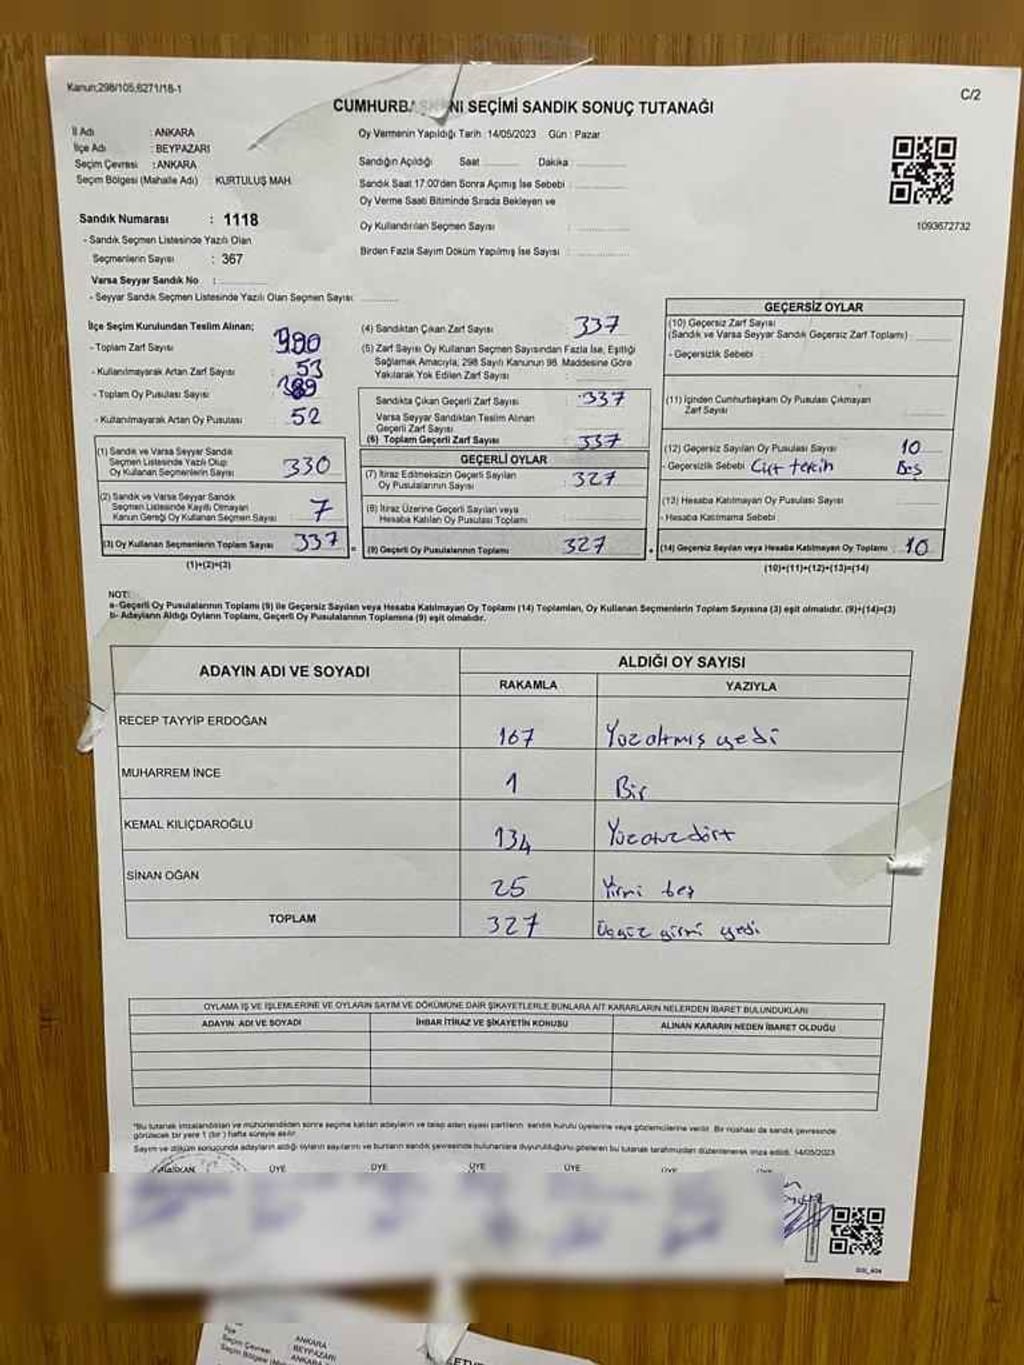 Kanun;298/105;6271/18-1
C/2
CUMHURBAŞKANI SEÇİMİ SANDIK SONUÇ TUTANAĞI
İl Adı : ANKARA
İlçe Adı : BEYPAZARI
Seçim Çevresi : ANKARA
Seçim Bölgesi (Mahalle Adı) : KURTULUŞ MAH.
Sandık Numarası : 1118
- Sandık Seçmen Listesinde Yazılı Olan
Seçmenlerin Sayısı : 367
Varsa Seyyar Sandık No :
- Seyyar Sandık Seçmen Listesinde Yazılı Olan Seçmen Sayısı:
Oy Vermenin Yapıldığı Tarih :14/05/2023 Gün : Pazar
Sandığın Açıldığı Saat Dakika :
Sandık Saat 17:00'den Sonra Açımış İse Sebebi :
Oy Verme Saati Bitiminde Sırada Bekleyen ve
Oy Kullandırılan Seçmen Sayısı :
Birden Fazla Sayım Döküm Yapılmış İse Sayısı :
1093672732
İlçe Seçim Kurulundan Teslim Alınan;
- Toplam Zarf Sayısı :
- Kullanılmayarak Artan Zarf Sayısı : 53
- Toplam Oy Pusulası Sayısı : 389
- Kullanılmayarak Artan Oy Pusulası : 52
(1) Sandık ve Varsa Seyyar Sandık
Seçmen Listesinde Yazılı Olup
Oy Kullanan Seçmenlerin Sayısı : 330
(2) Sandık ve Varsa Seyyar Sandık
Seçmen Listesinde Kayıtlı Olmayan
Kanun Gereği Oy Kullanan Seçmen Sayısı : 7
(3) Oy Kullanan Seçmenlerin Toplam Sayısı : 337
(1)+(2)=(3)
(4) Sandıktan Çıkan Zarf Sayısı : 337
(5) Zarf Sayısı Oy Kullanan Seçmen Sayısından Fazla İse, Eşitliği
Sağlamak Amacıyla; 298 Sayılı Kanunun 98. Maddesine Göre
Yakılarak Yok Edilen Zarf Sayısı :
Sandıkta Çıkan Geçerli Zarf Sayısı : 337
Varsa Seyyar Sandıktan Teslim Alınan
Geçerli Zarf Sayısı :
(6) Toplam Geçerli Zarf Sayısı : 337
GEÇERLİ OYLAR
(7) İtiraz Edilmeksizin Geçerli Sayılan
Oy Pusulalarının Sayısı : 327
(8) İtiraz Üzerine Geçerli Sayılan veya
Hesaba Katılan Oy Pusulası Toplamı :
(9) Geçerli Oy Pusulalarının Toplamı : 327
GEÇERSİZ OYLAR
(10) Geçersiz Zarf Sayısı
(Sandık ve Varsa Seyyar Sandık Geçersiz Zarf Toplamı) :
- Geçersizlik Sebebi :
(11) İçinden Cumhurbaşkanı Oy Pusulası Çıkmayan
Zarf Sayısı :
(12) Geçersiz Sayılan Oy Pusulası Sayısı : 10
- Geçersizlik Sebebi : Çift tercih Boş
(13) Hesaba Katılmayan Oy Pusulası Sayısı :
- Hesaba Katılmama Sebebi :
(14) Geçersiz Sayılan veya Hesaba Katılmayan Oy Toplamı : 10
(10)+(11)+(12)+(13)=(14)
NOT:
a- Geçerli Oy Pusulalarının Toplamı (9) ile Geçersiz Sayılan veya Hesaba Katılmayan Oy Toplamı (14) Toplamları, Oy Kullanan Seçmenlerin Toplam Sayısına (3) eşit olmalıdır. (9)+(14)=(3)
b- Adayların Aldığı Oyların Toplamı, Geçerli Oy Pusulalarının Toplamına (9) eşit olmalıdır.
ADAYIN ADI VE SOYADI ALDIĞI OY SAYISI
RAKAMLA YAZIYLA
RECEP TAYYİP ERDOĞAN 167 Yüzaltmış yedi
MUHARREM İNCE 1 Bir
KEMAL KILIÇDAROĞLU 134 Yüzotuzdört
SİNAN OĞAN 25 Yirmi beş
TOPLAM 327 Üçyüz yirmi yedi
OYLAMA İŞ VE İŞLEMLERİNE VE OYLARIN SAYIM VE DÖKÜMÜNE DAİR ŞİKAYETLERLE BUNLARA AİT KARARLARIN NELERDEN İBARET BULUNDUKLARI
ADAYIN ADI VE SOYADI İHBAR İTİRAZ VE ŞİKAYETİN KONUSU ALINAN KARARIN NEDEN İBARET OLDUĞU
*Bu tutanak imzalandıktan ve mühürlendikten sonra seçime katılan adayların ve talep eden siyasi partilerin sandık kurulu üyelerine veya gözlemcilerine verilir. Bir nüshası da sandık çevresinde
görülecek bir yere 1 (bir) hafta süreyle asılır.
Sayım ve döküm sonucunda adayların aldığı oyların sayılarını ve bunların sandık çevresinde bulunanlara duyurulduğunu gösteren bu tutanak tarafımızdan düzenlenerek imza edildi. 14/05/2023
BAŞKAN ÜYE ÜYE ÜYE ÜYE ÜYE
İlçe ANKARA
Seçim Çevresi BEYPAZARI
ANKARA